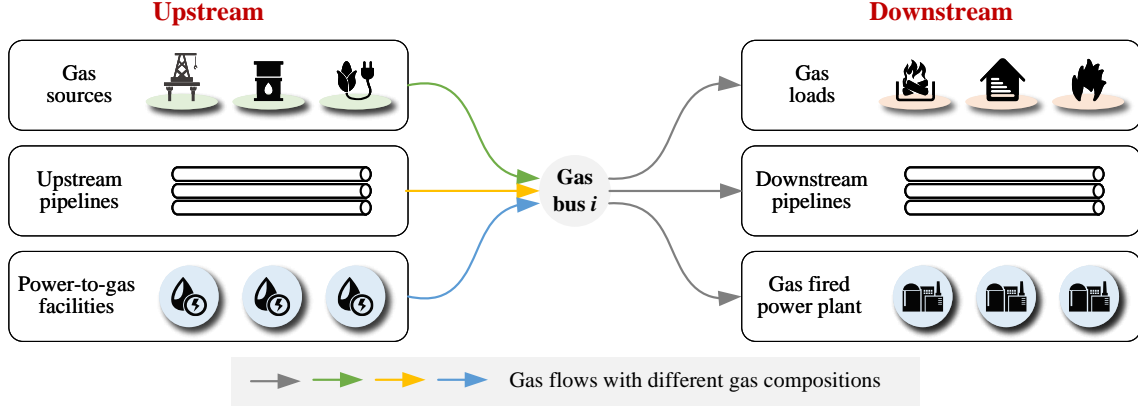 Upstream
Downstream
Gas
sources
Gas
loads
Upstream
pipelines
Gas
bus i
Downstream
pipelines
Power-to-gas
facilities
Gas fired
power plant
Gas flows with different gas compositions